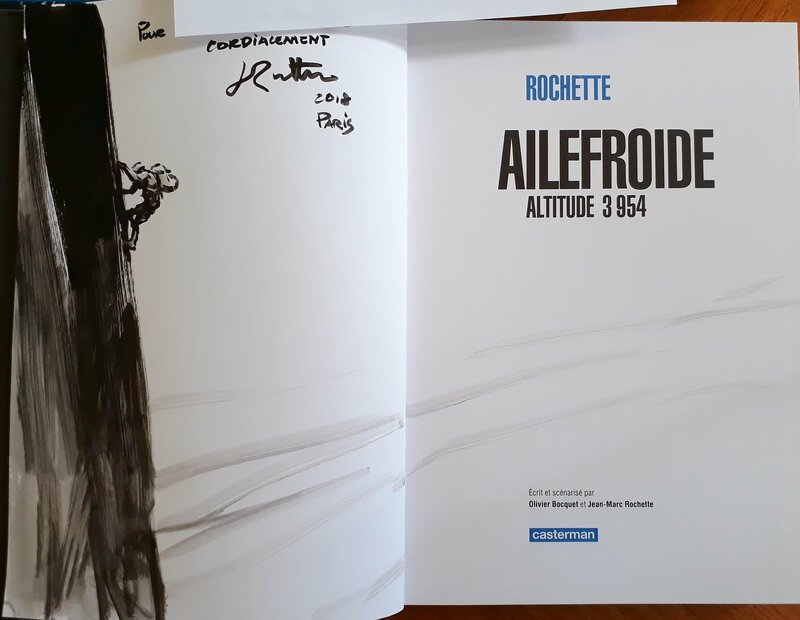 Pour
CORDIALEMENT
2018
PARIS
ROCHETTE
AILEFROIDE
ALTITUDE 3 954
Écrit et scénarisé par
Olivier Bocquet et Jean-Marc Rochette
casterman